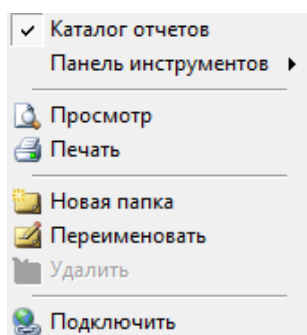 Каталог отчетов
Панель инструментов
Просмотр
Печать
Новая папка
Переименовать
Удалить
Подключить